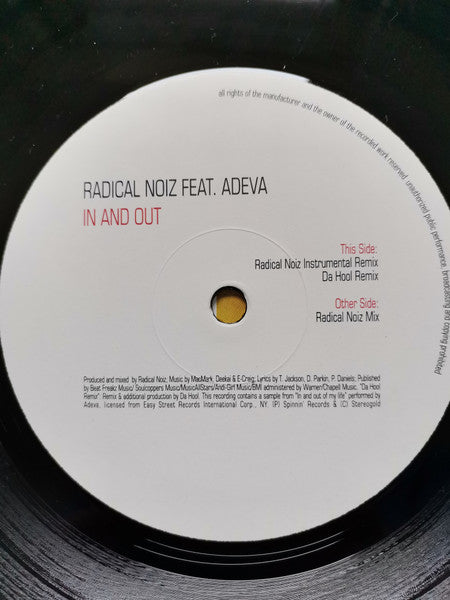 all rights of the manufacturer and the owner of the recorded work reserved. unauthorized public performance, broadcasting and copying prohibited
RADICAL NOIZ FEAT. ADEVA
IN AND OUT
This Side:
Radical Noiz Instrumental Remix
Da Hool Remix
Other Side:
Radical Noiz Mix
Produced and mixed by Radical Noiz, Music by MacMark, Deekai & E-Craig; Lyrics by T. Jackson, D. Parkin, P. Daniels; Published
by Beat Freakz Music/ Soulcoppers Music/MusicAllStars/Andi-Girl Music/BMI administered by Warner/Chapell Music. "Da Hool
Remix". Remix & additional production by Da Hool. This recording contains a sample from "In and out of my life" performed by
Adeva, licensed from Easy Street Records International Corp., NY. (P) Spinnin' Records & (C) Stereogold